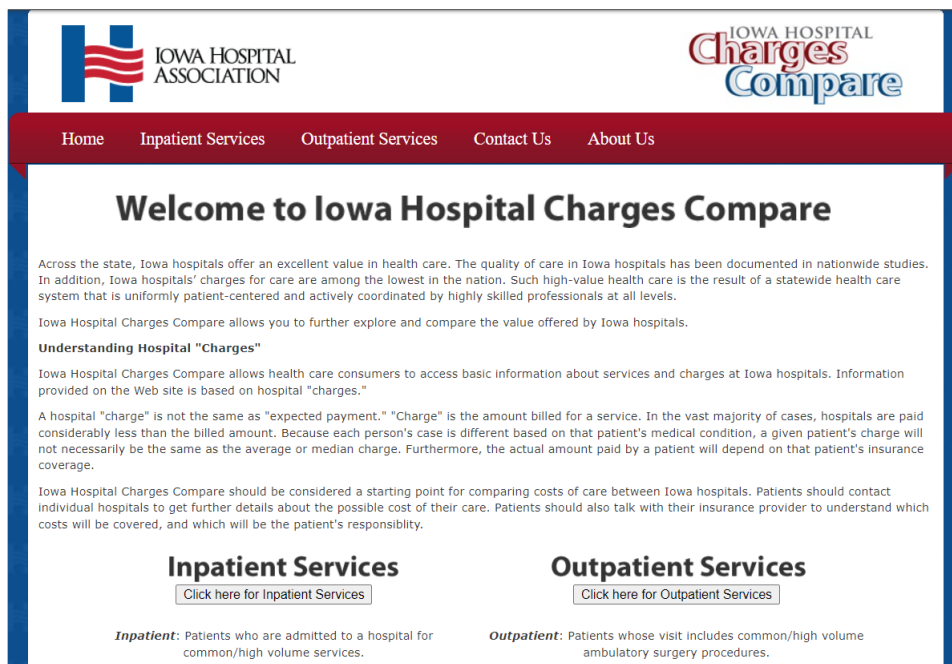 IOWA HOSPITAL
ASSOCIATION
IOWA HOSPITAL
Charges
Compare
Home Inpatient Services Outpatient Services Contact Us About Us
Welcome to Iowa Hospital Charges Compare
Across the state, Iowa hospitals offer an excellent value in health care. The quality of care in Iowa hospitals has been documented in nationwide studies.
In addition, Iowa hospitals' charges for care are among the lowest in the nation. Such high-value health care is the result of a statewide health care
system that is uniformly patient-centered and actively coordinated by highly skilled professionals at all levels.
Iowa Hospital Charges Compare allows you to further explore and compare the value offered by Iowa hospitals.
Understanding Hospital "Charges"
Iowa Hospital Charges Compare allows health care consumers to access basic information about services and charges at Iowa hospitals. Information
provided on the Web site is based on hospital "charges."
A hospital "charge" is not the same as "expected payment." "Charge" is the amount billed for a service. In the vast majority of cases, hospitals are paid
considerably less than the billed amount. Because each person's case is different based on that patient's medical condition, a given patient's charge will
not necessarily be the same as the average or median charge. Furthermore, the actual amount paid by a patient will depend on that patient's insurance
coverage.
Iowa Hospital Charges Compare should be considered a starting point for comparing costs of care between Iowa hospitals. Patients should contact
individual hospitals to get further details about the possible cost of their care. Patients should also talk with their insurance provider to understand which
costs will be covered, and which will be the patient's responsiblity.
Inpatient Services
Click here for Inpatient Services
Inpatient: Patients who are admitted to a hospital for
common/high volume services.
Outpatient Services
Click here for Outpatient Services
Outpatient: Patients whose visit includes common/high volume
ambulatory surgery procedures.